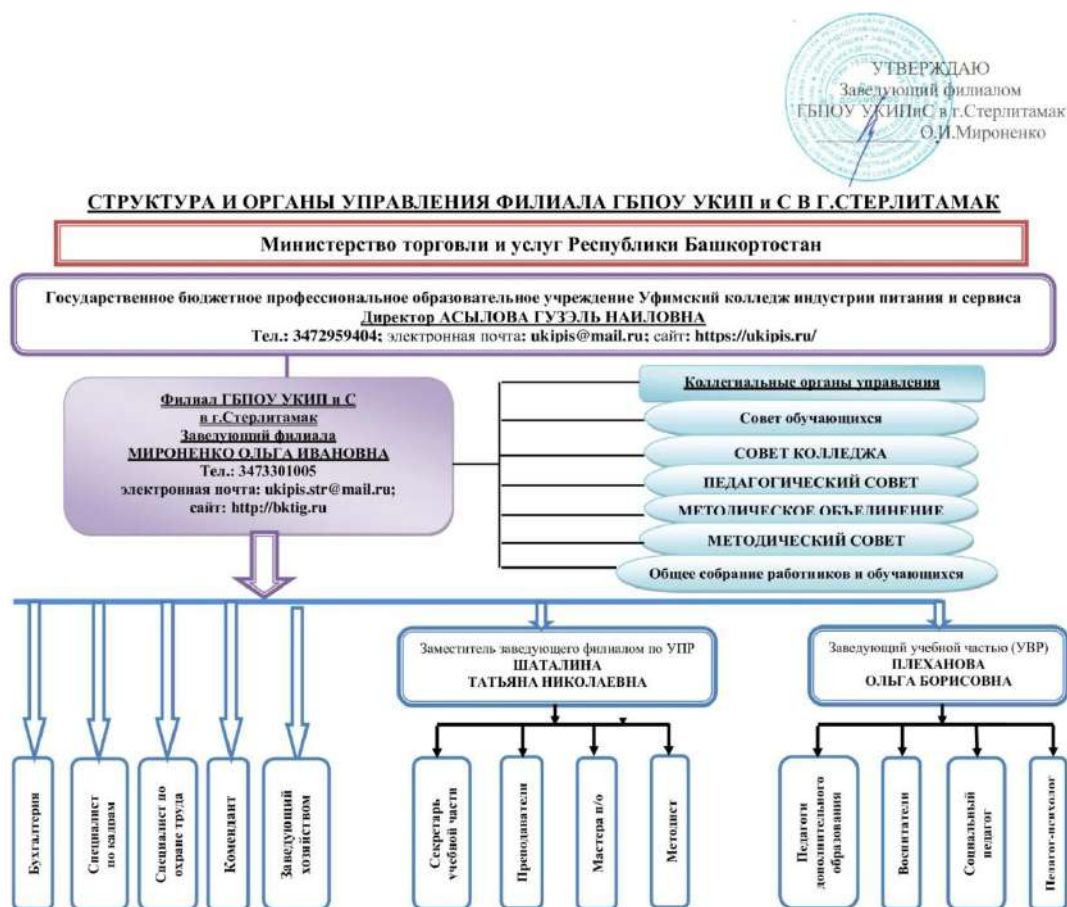 УТВЕРЖДАЮ
Заведующий филиалом
ГБПОУ УКИПиС в г.Стерлитамак
О.И.Мироненко
СТРУКТУРА И ОРГАНЫ УПРАВЛЕНИЯ ФИЛИАЛА ГБПОУ УКИП и С В Г.СТЕРЛИТАМАК
Министерство торговли и услуг Республики Башкортостан
Государственное бюджетное профессиональное образовательное учреждение Уфимский колледж индустрии питания и сервиса
Директор АСЫЛОВА ГУЗЭЛЬ НАИЛОВНА
Тел.: 3472959404; электронная почта: ukipis@mail.ru; сайт: https://ukipis.ru/
Филиал ГБПОУ УКИП и С
в г.Стерлитамак
Заведующий филиала
МИРОНЕНКО ОЛЬГА ИВАНОВНА
Тел.: 3473301005
электронная почта: ukipis.str@mail.ru;
сайт: http://bktig.ru
Коллегиальные органы управления
Совет обучающихся
СОВЕТ КОЛЛЕДЖА
ПЕДАГОГИЧЕСКИЙ СОВЕТ
МЕТОДИЧЕСКОЕ ОБЪЕДИНЕНИЕ
МЕТОДИЧЕСКИЙ СОВЕТ
Общее собрание работников и обучающихся
Заместитель заведующего филиалом по УПР
ШАТАЛИНА
ТАТЬЯНА НИКОЛАЕВНА
Заведующий учебной частью (УВР)
ПЛЕХАНОВА
ОЛЬГА БОРИСОВНА
Бухгалтерия
Специалист
по кадрам
Специалист по
охране труда
Комендант
Заведующий
хозяйством
Секретарь
учебной части
Преподаватели
Мастера п/о
Методист
Педагоги
дополнительного
образования
Воспитатели
Социальный
педагог
Педагог-психолог